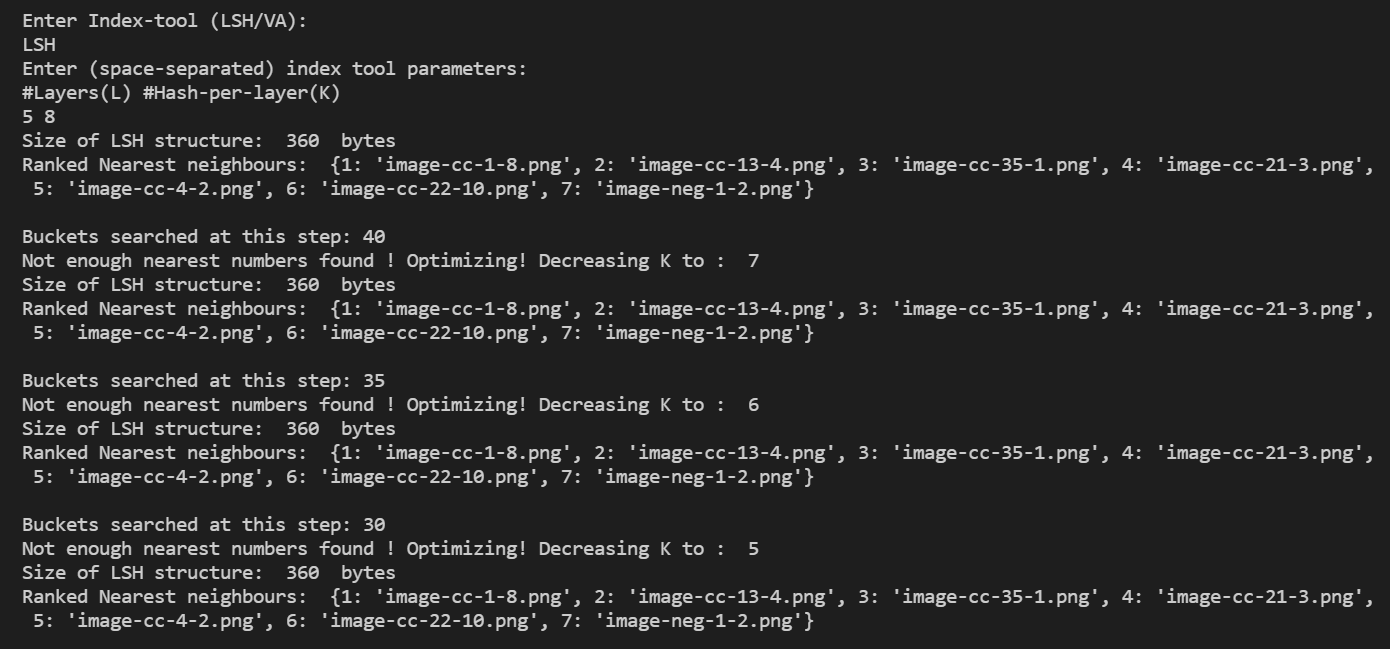 Enter Index-tool (LSH/VA):
LSH
Enter (space-separated) index tool parameters:
#Layers(L) #Hash-per-layer(K)
5 8
Size of LSH structure:  360  bytes
Ranked Nearest neighbours:  {1: 'image-cc-1-8.png', 2: 'image-cc-13-4.png', 3: 'image-cc-35-1.png', 4: 'image-cc-21-3.png',
 5: 'image-cc-4-2.png', 6: 'image-cc-22-10.png', 7: 'image-neg-1-2.png'}

Buckets searched at this step: 40
Not enough nearest numbers found ! Optimizing! Decreasing K to :  7
Size of LSH structure:  360  bytes
Ranked Nearest neighbours:  {1: 'image-cc-1-8.png', 2: 'image-cc-13-4.png', 3: 'image-cc-35-1.png', 4: 'image-cc-21-3.png',
 5: 'image-cc-4-2.png', 6: 'image-cc-22-10.png', 7: 'image-neg-1-2.png'}

Buckets searched at this step: 35
Not enough nearest numbers found ! Optimizing! Decreasing K to :  6
Size of LSH structure:  360  bytes
Ranked Nearest neighbours:  {1: 'image-cc-1-8.png', 2: 'image-cc-13-4.png', 3: 'image-cc-35-1.png', 4: 'image-cc-21-3.png',
 5: 'image-cc-4-2.png', 6: 'image-cc-22-10.png', 7: 'image-neg-1-2.png'}

Buckets searched at this step: 30
Not enough nearest numbers found ! Optimizing! Decreasing K to :  5
Size of LSH structure:  360  bytes
Ranked Nearest neighbours:  {1: 'image-cc-1-8.png', 2: 'image-cc-13-4.png', 3: 'image-cc-35-1.png', 4: 'image-cc-21-3.png',
 5: 'image-cc-4-2.png', 6: 'image-cc-22-10.png', 7: 'image-neg-1-2.png'}